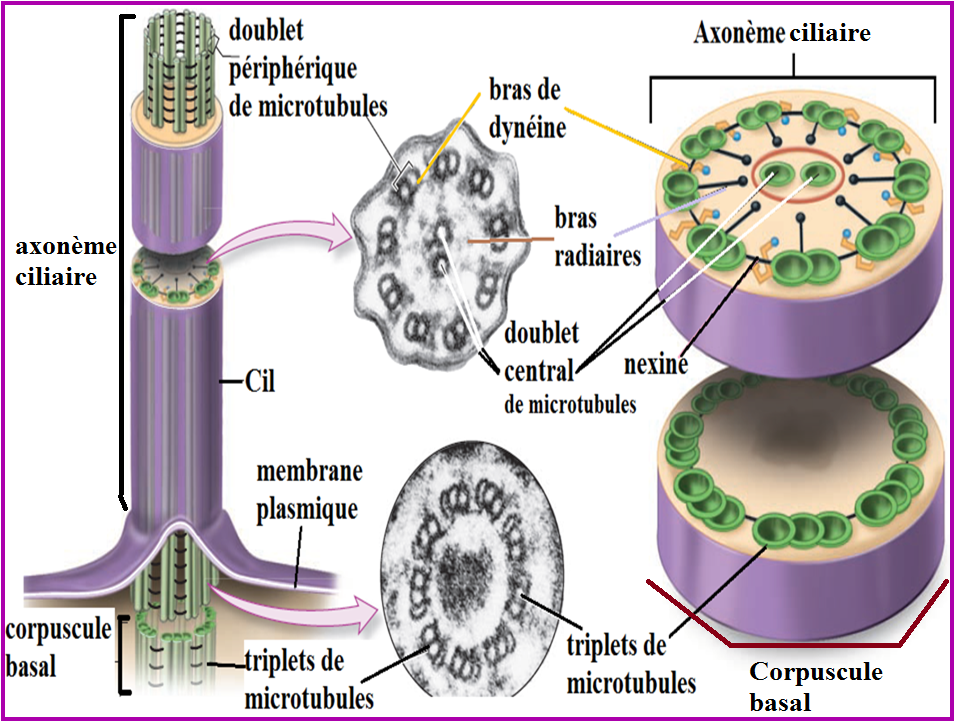 doublet
périphérique
de microtubules
Axonème ciliaire
bras de
dynéine
bras
radiaires
axonème
ciliaire
doublet
central
de microtubules
nexine
Cil
membrane
plasmique
corpuscule
basal
triplets de
microtubules
triplets de
microtubules
Corpuscule
basal